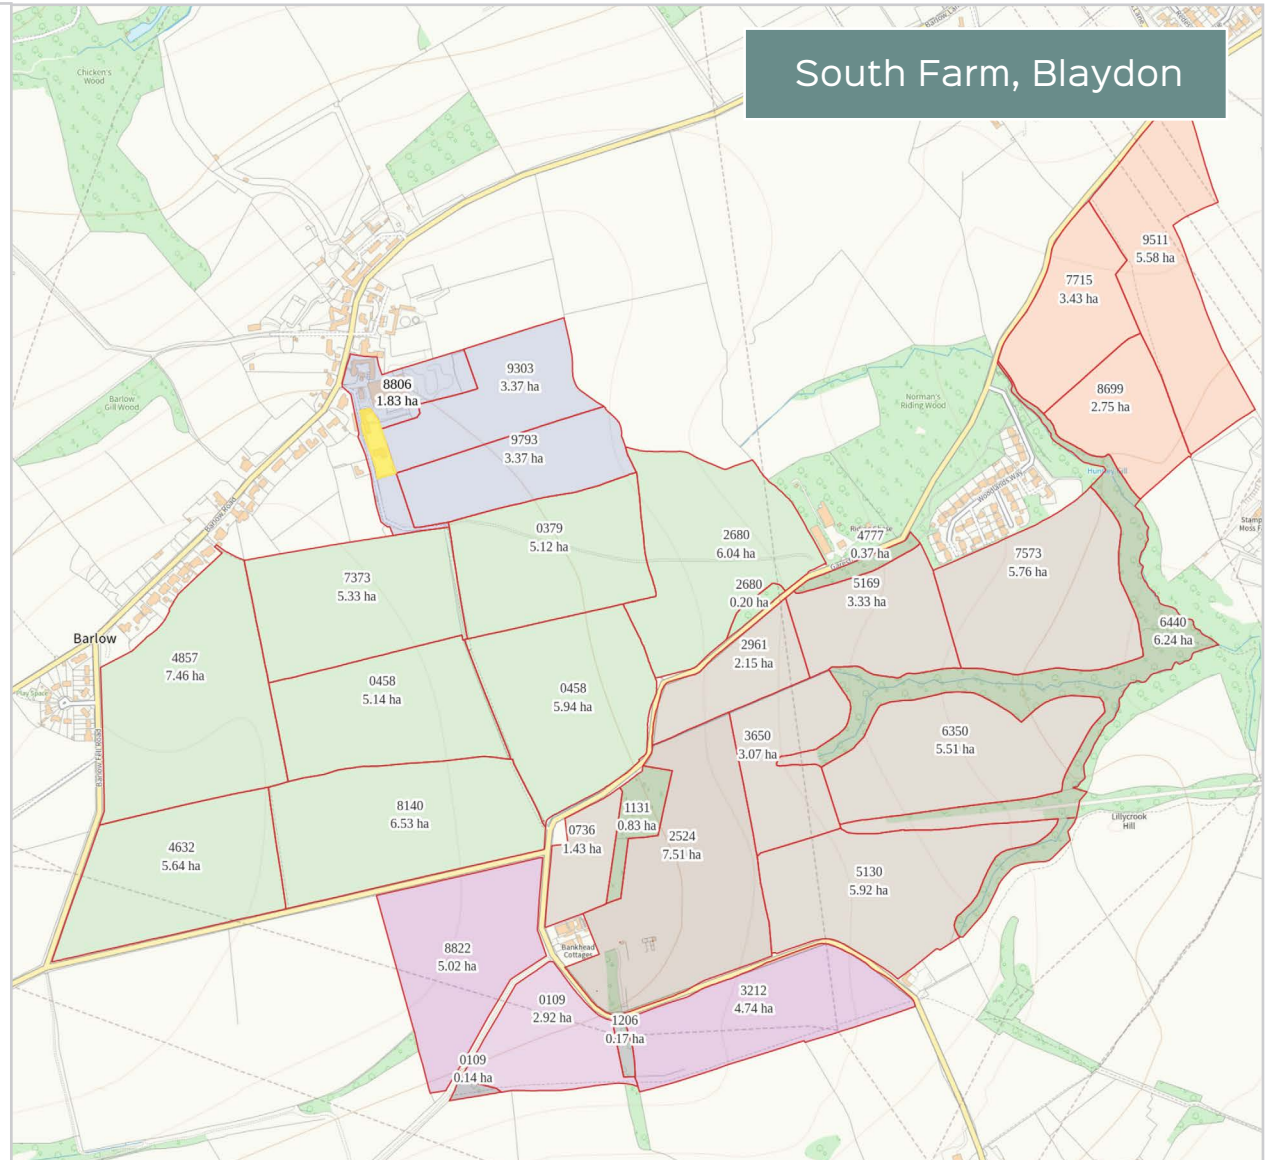 South Farm, Blaydon
Chicken's
Wood
9511
5.58 ha
7715
3.43 ha
8699
2.75 ha
9303
3.37 ha
8806
1.83 ha
9793
3.37 ha
Barlow
Gill Wood
Norman's
Riding Wood
Woodlands Way
Barlow Road
0379
5.12 ha
2680
6.04 ha
4777
0.37 ha
7573
5.76 ha
7373
5.33 ha
2680
0.20 ha
5169
3.33 ha
6440
6.24 ha
Barlow
4857
7.46 ha
2961
2.15 ha
0458
5.14 ha
0458
5.94 ha
Play Space
3650
3.07 ha
6350
5.51 ha
Barlow Fell Road
8140
6.53 ha
1131
0.83 ha
0736
1.43 ha
2524
7.51 ha
Lillycrook
Hill
4632
5.64 ha
5130
5.92 ha
8822
5.02 ha
Bankhead
Cottages
0109
2.92 ha
3212
4.74 ha
1206
0.17 ha
0109
0.14 ha